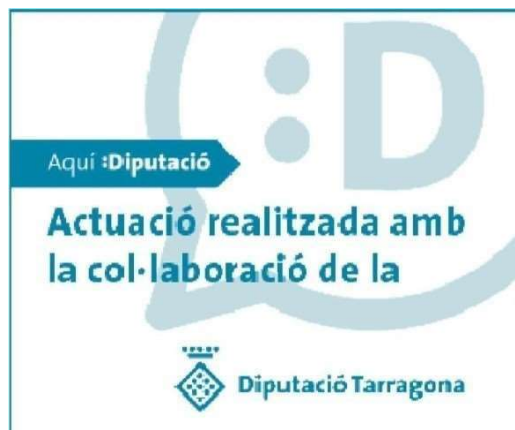 :D
Aquí :Diputació
Actuació realitzada amb
la col·laboració de la
Diputació Tarragona